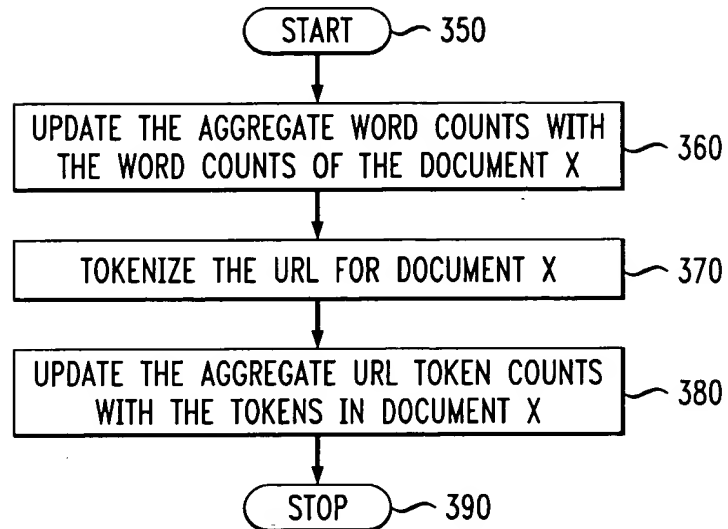 START 350
UPDATE THE AGGREGATE WORD COUNTS WITH
THE WORD COUNTS OF THE DOCUMENT X
360
TOKENIZE THE URL FOR DOCUMENT X 370
UPDATE THE AGGREGATE URL TOKEN COUNTS
WITH THE TOKENS IN DOCUMENT X
380
STOP 390